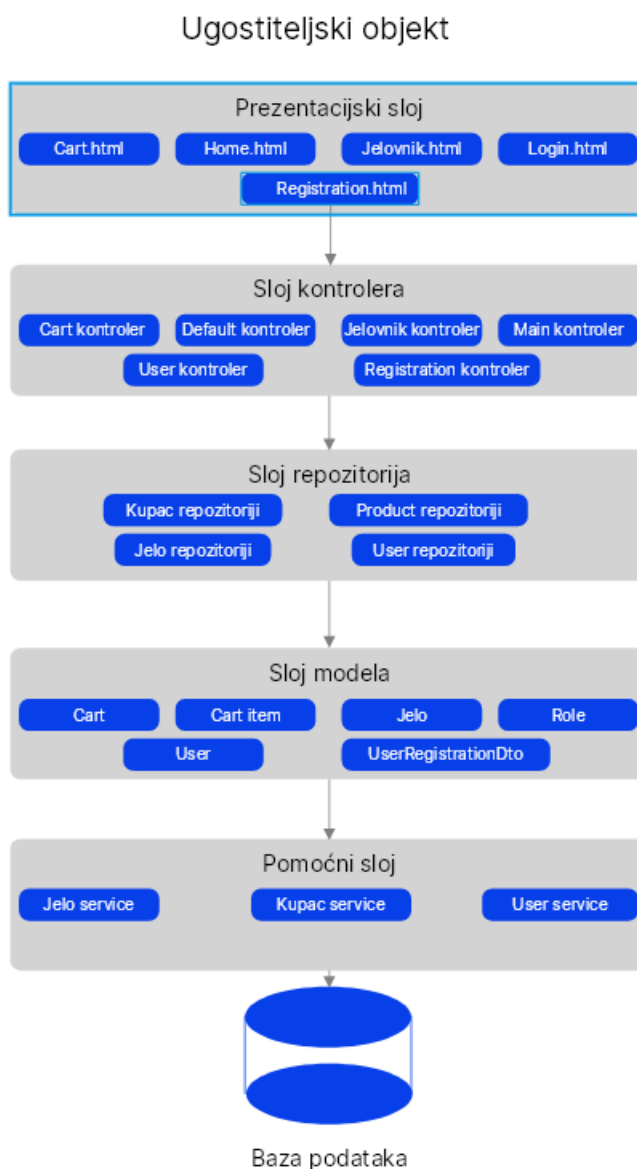 Ugostiteljski objekt
Prezentacijski sloj
Cart.html Home.html Jelovnik.html Login.html
Registration.html
Sloj kontrolera
Cart kontroler Default kontroler Jelovnik kontroler Main kontroler
User kontroler Registration kontroler
Sloj repozitorija
Kupac repozitoriji Product repozitoriji
Jelo repozitoriji User repozitoriji
Sloj modela
Cart Cart item Jelo Role
User UserRegistrationDto
Pomoćni sloj
Jelo service Kupac service User service
Baza podataka